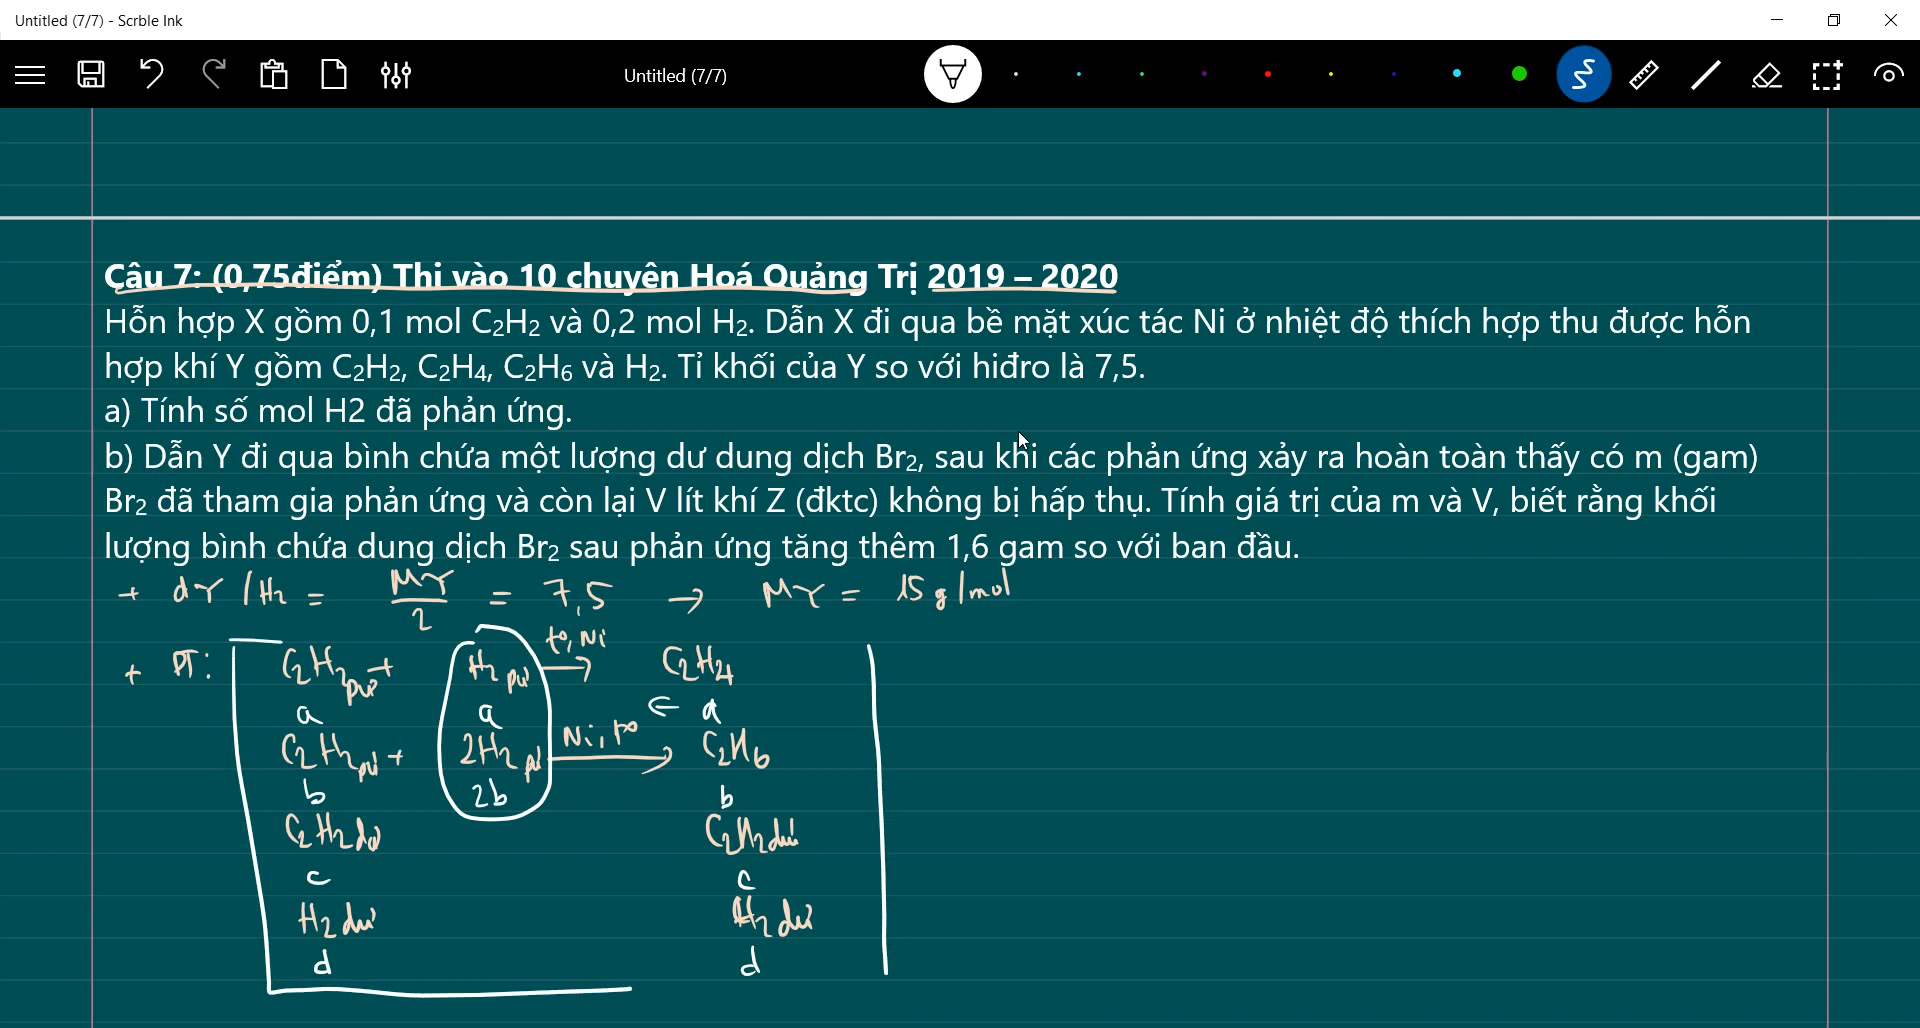 Untitled (7/7) - Scrble Ink
Untitled (7/7)
Câu 7: (0,75điểm) Thi vào 10 chuyên Hoá Quảng Trị 2019 – 2020
Hỗn hợp X gồm 0,1 mol C₂H₂ và 0,2 mol H₂. Dẫn X đi qua bề mặt xúc tác Ni ở nhiệt độ thích hợp thu được hỗn
hợp khí Y gồm C₂H₂, C₂H₄, C₂H₆ và H₂. Tỉ khối của Y so với hiđro là 7,5.
a) Tính số mol H2 đã phản ứng.
b) Dẫn Y đi qua bình chứa một lượng dư dung dịch Br₂, sau khi các phản ứng xảy ra hoàn toàn thấy có m (gam)
Br₂ đã tham gia phản ứng và còn lại V lít khí Z (đktc) không bị hấp thụ. Tính giá trị của m và V, biết rằng khối
lượng bình chứa dung dịch Br₂ sau phản ứng tăng thêm 1,6 gam so với ban đầu.
+ dY/H₂ = MY/2 = 7,5 → MY = 15 g/mol
+ PT: C₂H₂ pư + H₂ pư →(t°, Ni) C₂H₄
a a ← a
C₂H₂ pư + 2H₂ pư →(Ni, t°) C₂H₆
b 2b b
C₂H₂ dư C₂H₂ dư
c c
H₂ dư H₂ dư
d d